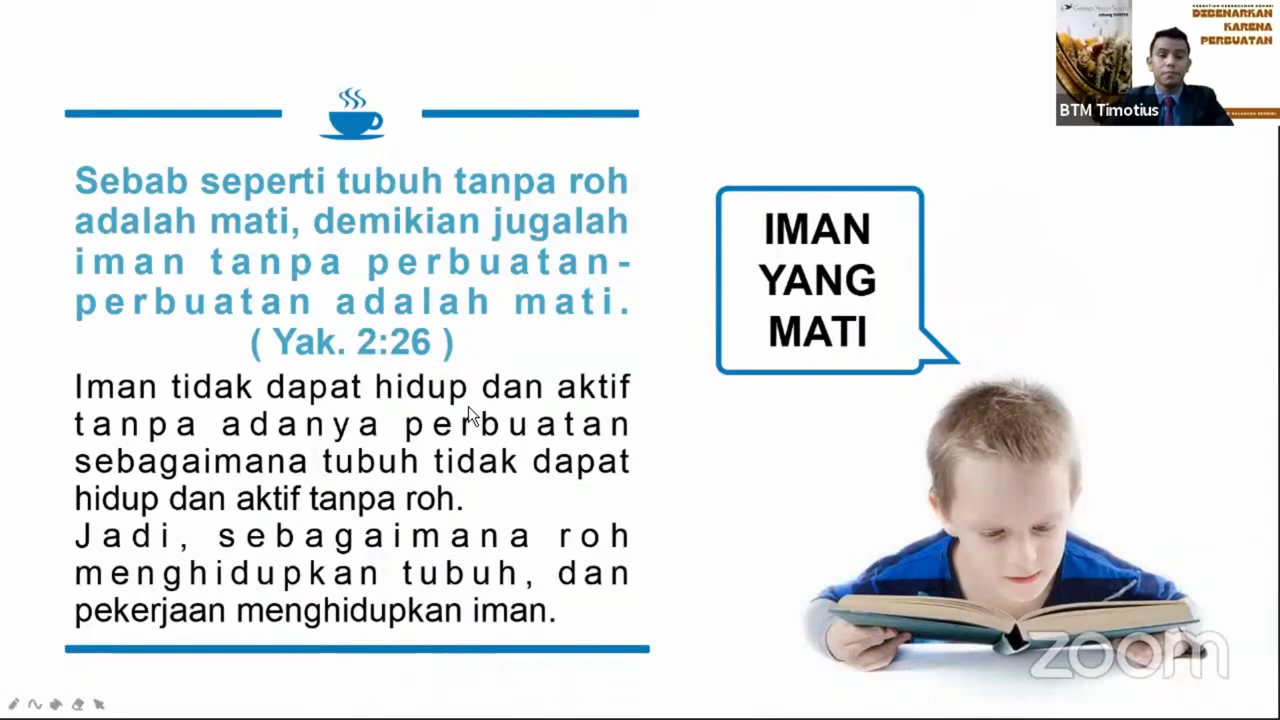 Sebab seperti tubuh tanpa roh
adalah mati, demikian jugalah
iman tanpa perbuatan-
perbuatan adalah mati.
( Yak. 2:26 )
Iman tidak dapat hidup dan aktif
tanpa adanya perbuatan
sebagaimana tubuh tidak dapat
hidup dan aktif tanpa roh.
Jadi, sebagaimana roh
menghidupkan tubuh, dan
pekerjaan menghidupkan iman.
IMAN
YANG
MATI
DIBENARKAN
KARENA
PERBUATAN
BTM Timotius
zoom